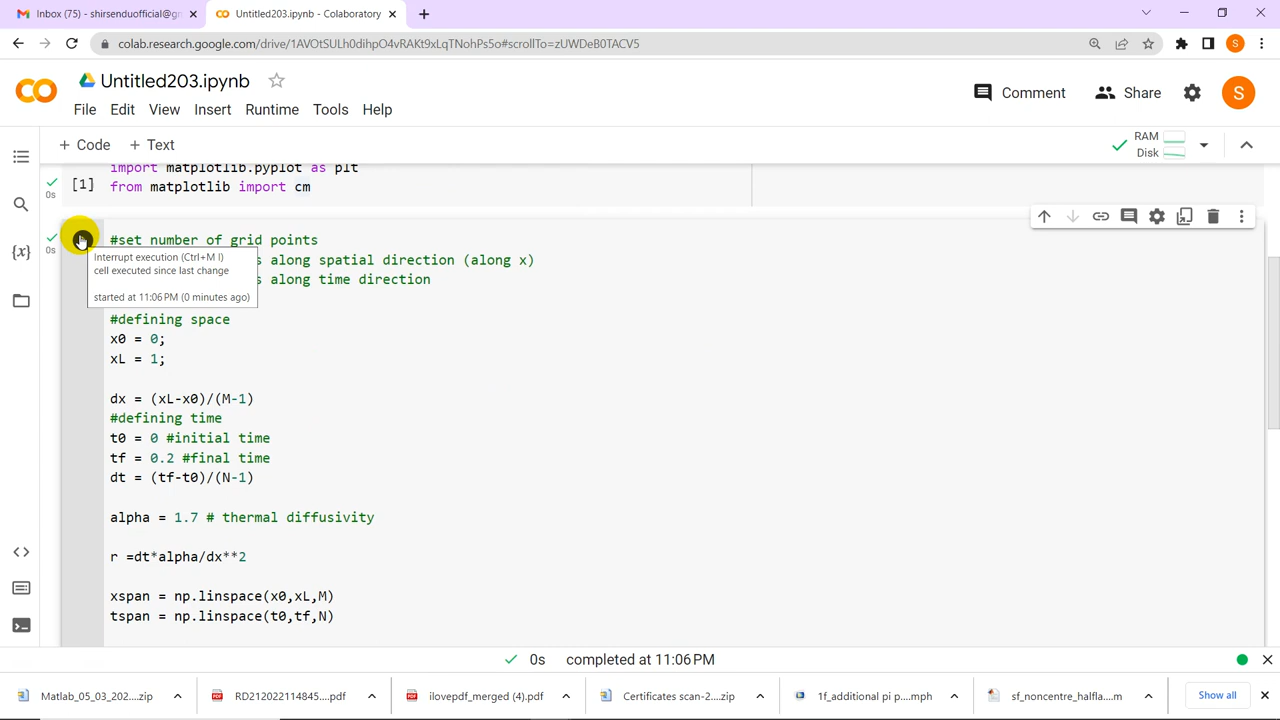 Inbox (75) - shirsenduofficial@gm
Untitled203.ipynb - Colaboratory
colab.research.google.com/drive/1AVOtSULh0dihpO4vRAKt9xLqTNohPs5o#scrollTo=zUWDeB0TACV5
S
Untitled203.ipynb
Comment
Share
S
File Edit View Insert Runtime Tools Help
+ Code + Text
RAM
Disk
import matplotlib.pyplot as plt
[1] from matplotlib import cm
0s
0s
#set number of grid points
Interrupt execution (Ctrl+M I)
cell executed since last change
started at 11:06 PM (0 minutes ago)
s along spatial direction (along x)
s along time direction
#defining space
x0 = 0;
xL = 1;
dx = (xL-x0)/(M-1)
#defining time
t0 = 0 #initial time
tf = 0.2 #final time
dt = (tf-t0)/(N-1)
alpha = 1.7 # thermal diffusivity
r =dt*alpha/dx**2
xspan = np.linspace(x0,xL,M)
tspan = np.linspace(t0,tf,N)
0s completed at 11:06 PM
Matlab_05_03_202....zip
RD212022114845....pdf
ilovepdf_merged (4).pdf
Certificates scan-2....zip
1f_additional pi p....mph
sf_noncentre_halfla....m
Show all